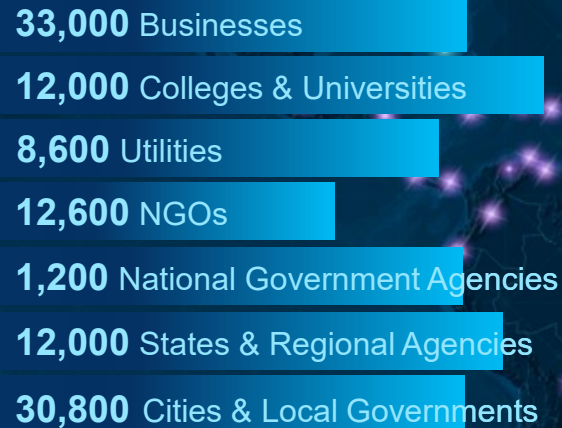 33,000 Businesses
12,000 Colleges & Universities
8,600 Utilities
12,600 NGOs
1,200 National Government Agencies
12,000 States & Regional Agencies
30,800 Cities & Local Governments